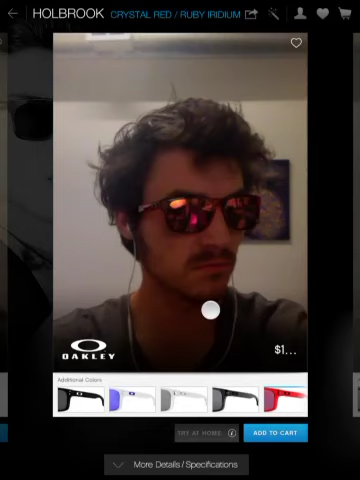 HOLBROOK CRYSTAL RED / RUBY IRIDIUM
OAKLEY
$1...
Additional Colors
TRY AT HOME i
ADD TO CART
More Details / Specifications